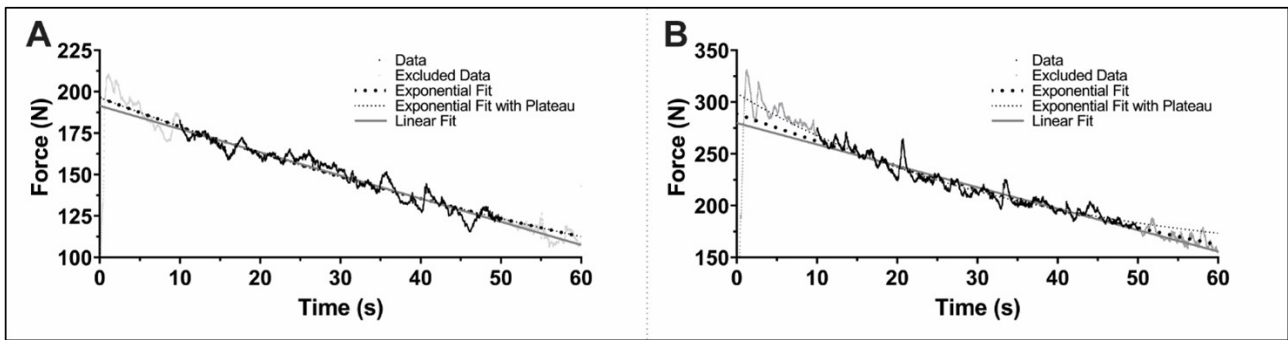 A
225
200
175
150
125
100
Force (N)
0 10 20 30 40 50 60
Time (s)
Data
Excluded Data
Exponential Fit
Exponential Fit with Plateau
Linear Fit
B
350
300
250
200
150
Force (N)
0 10 20 30 40 50 60
Time (s)
Data
Excluded Data
Exponential Fit
Exponential Fit with Plateau
Linear Fit